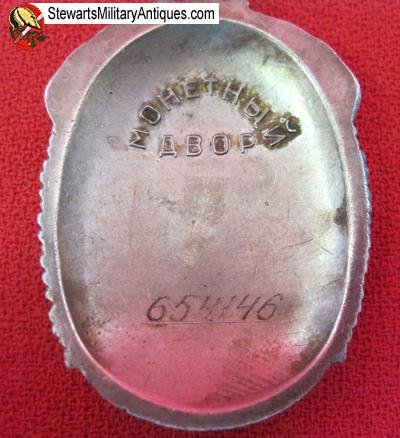 StewartsMilitaryAntiques.com
МОНЕТНЫЙ
ДВОР
654146